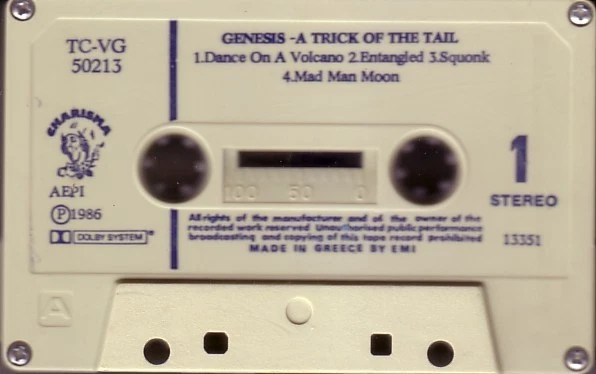 TC-VG
50213
GENESIS -A TRICK OF THE TAIL
1.Dance On A Volcano 2.Entangled 3.Squonk
4.Mad Man Moon
CHARISMA
AEPI
Ⓟ1986
DOLBY SYSTEM
100 50 0
1
STEREO
13351
All rights of the manufacturer and of the owner of the
recorded work reserved Unauthorised public performance
broadcasting and copying of this tape record prohibited
MADE IN GREECE BY EMI
A